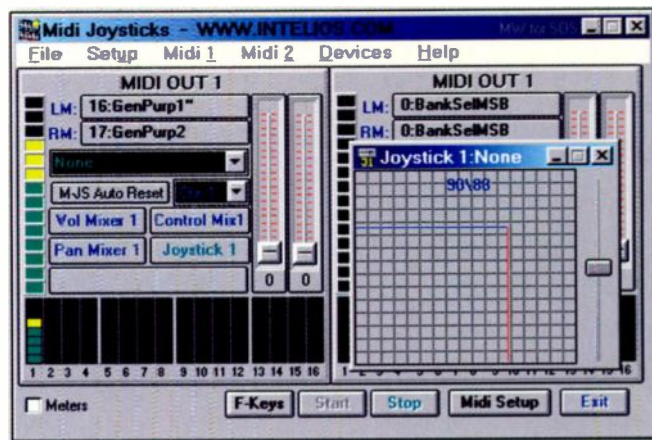 Midi Joysticks - WWW.INTELIOS.COM
File Setup Midi 1 Midi 2 Devices Help
MIDI OUT 1
LM: 16:GenPurp1"
RM: 17:GenPurp2
None
MJS Auto Reset
Vol Mixer 1 Control Mix1
Pan Mixer 1 Joystick 1
0 0
1 2 3 4 5 6 7 8 9 10 11 12 13 14 15 16
MIDI OUT 1
LM: 0:BankSelMSB
RM: 0:BankSelMSB
Joystick 1:None
90\88
Meters F-Keys Start Stop Midi Setup Exit